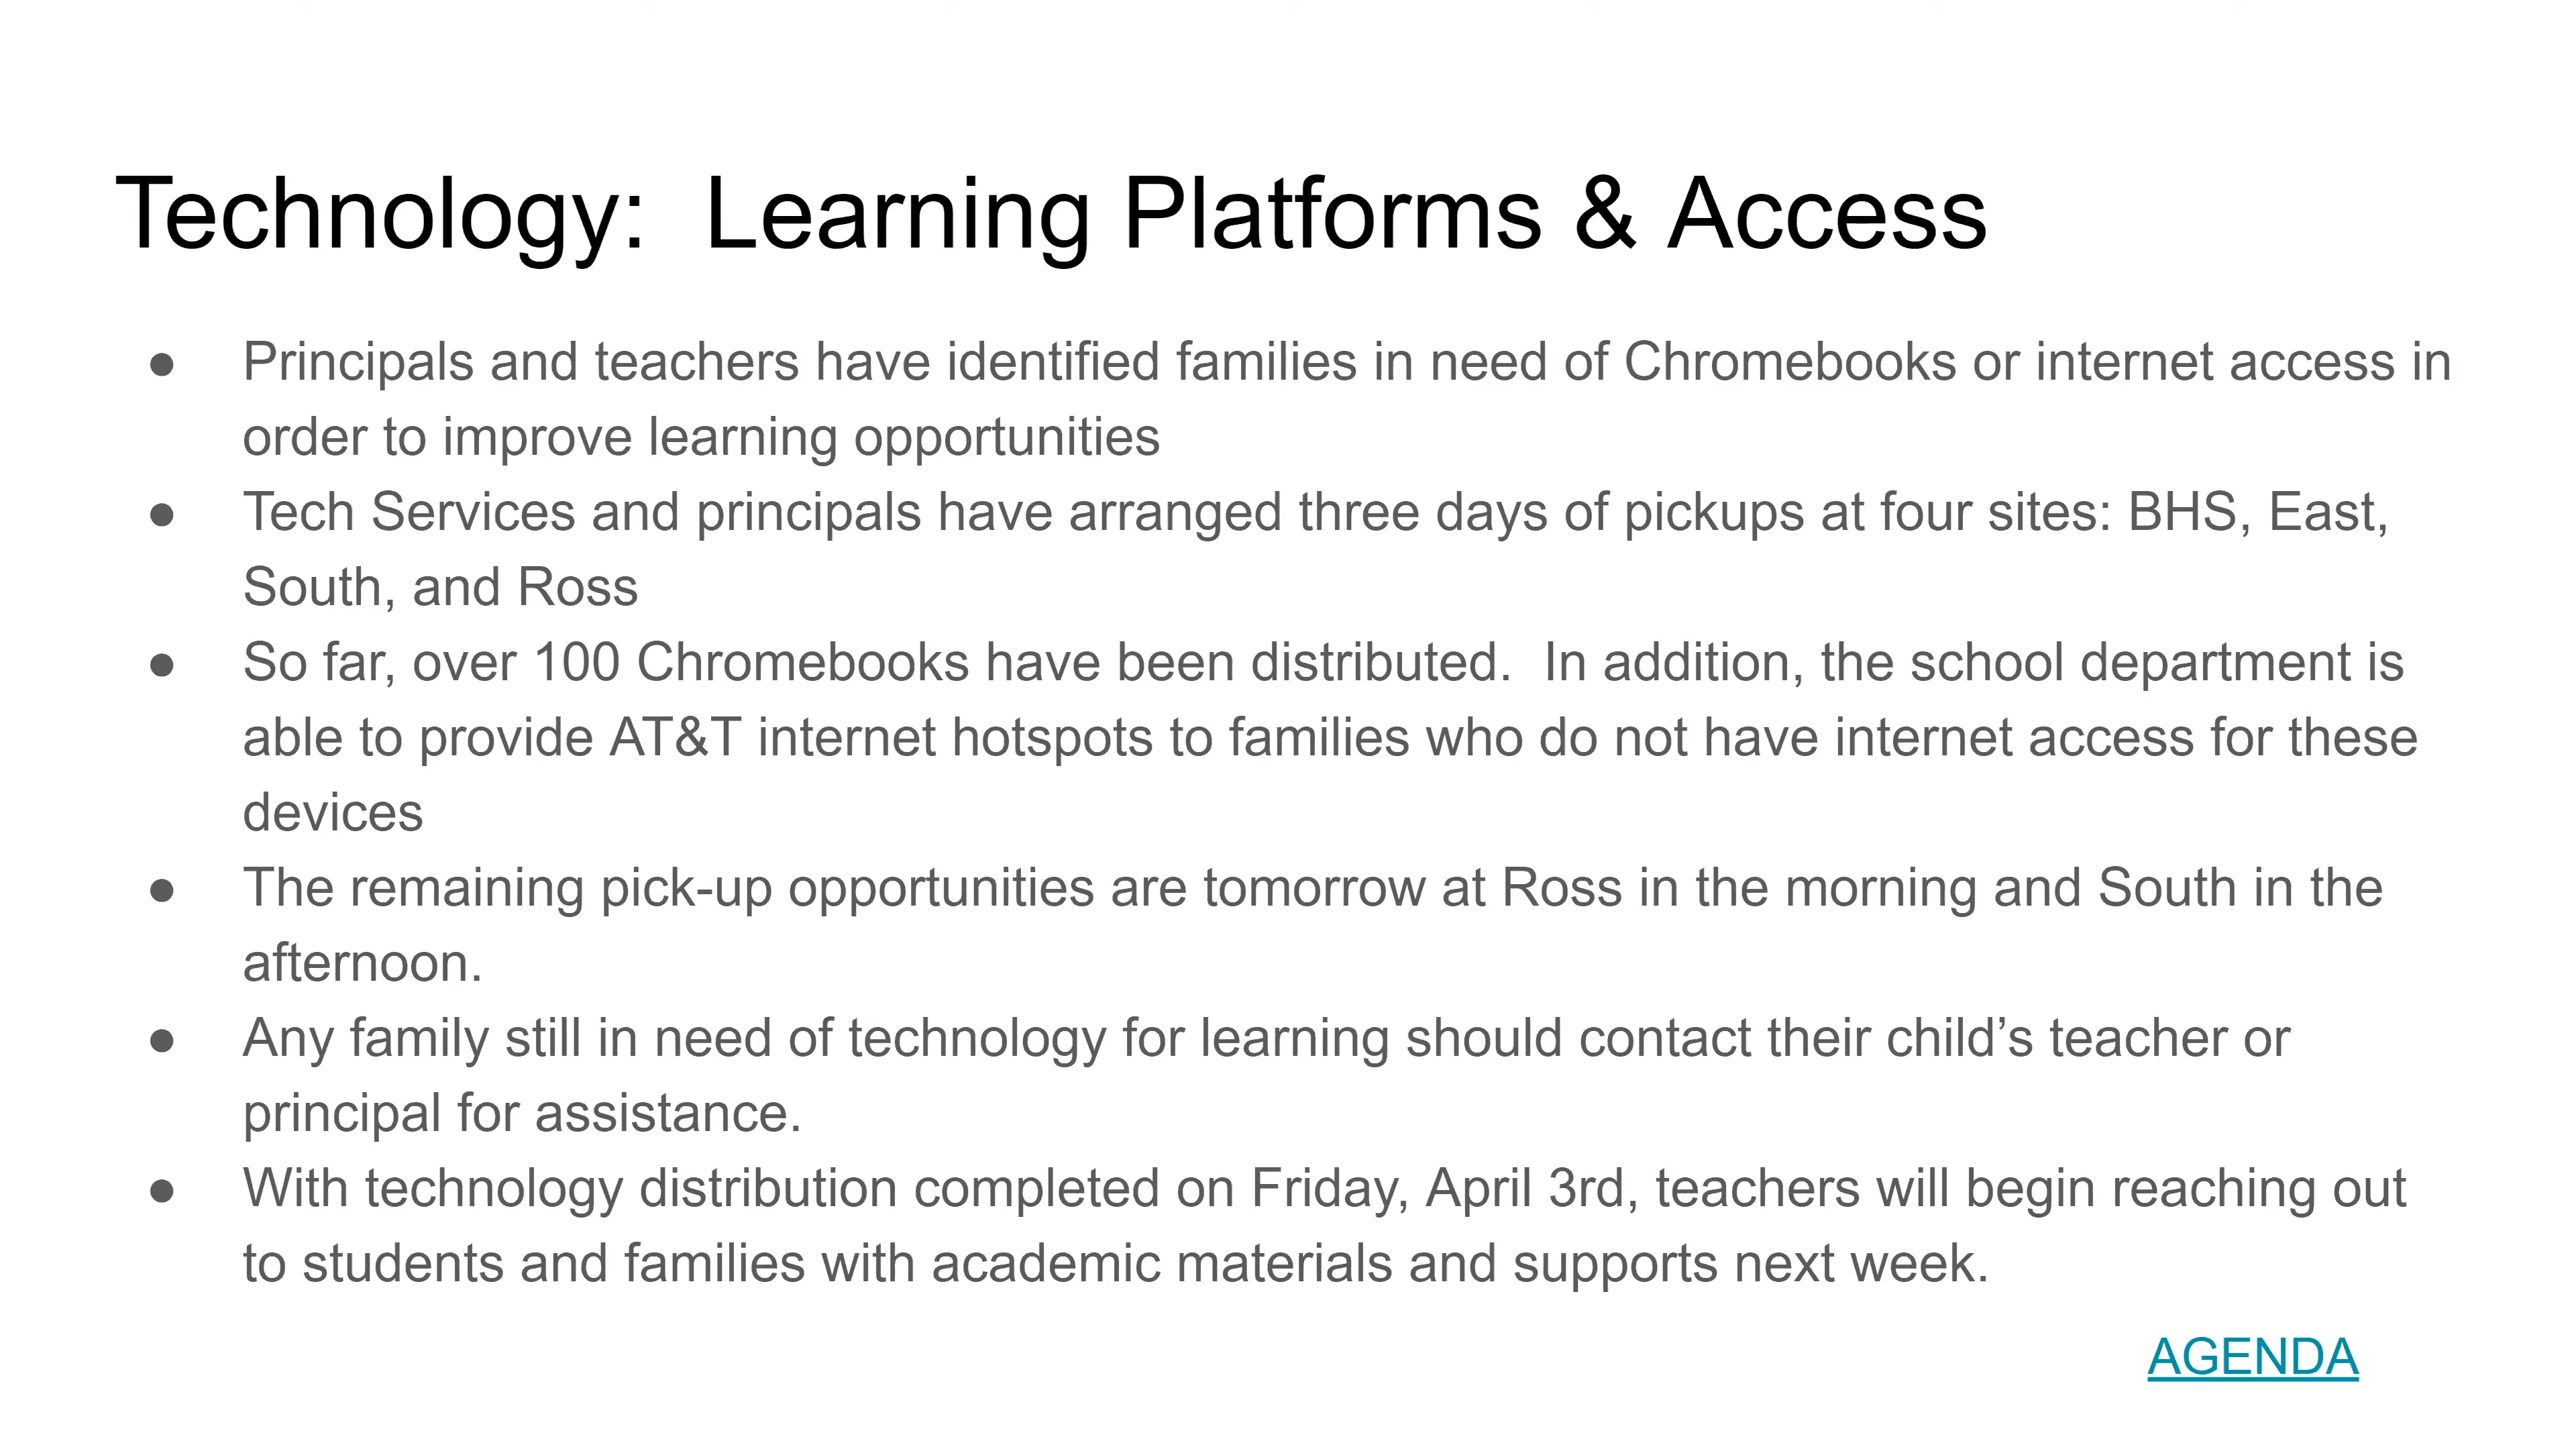 Technology:  Learning Platforms & Access
● Principals and teachers have identified families in need of Chromebooks or internet access in
order to improve learning opportunities
● Tech Services and principals have arranged three days of pickups at four sites: BHS, East,
South, and Ross
● So far, over 100 Chromebooks have been distributed.  In addition, the school department is
able to provide AT&T internet hotspots to families who do not have internet access for these
devices
● The remaining pick-up opportunities are tomorrow at Ross in the morning and South in the
afternoon.
● Any family still in need of technology for learning should contact their child’s teacher or
principal for assistance.
● With technology distribution completed on Friday, April 3rd, teachers will begin reaching out
to students and families with academic materials and supports next week.
AGENDA